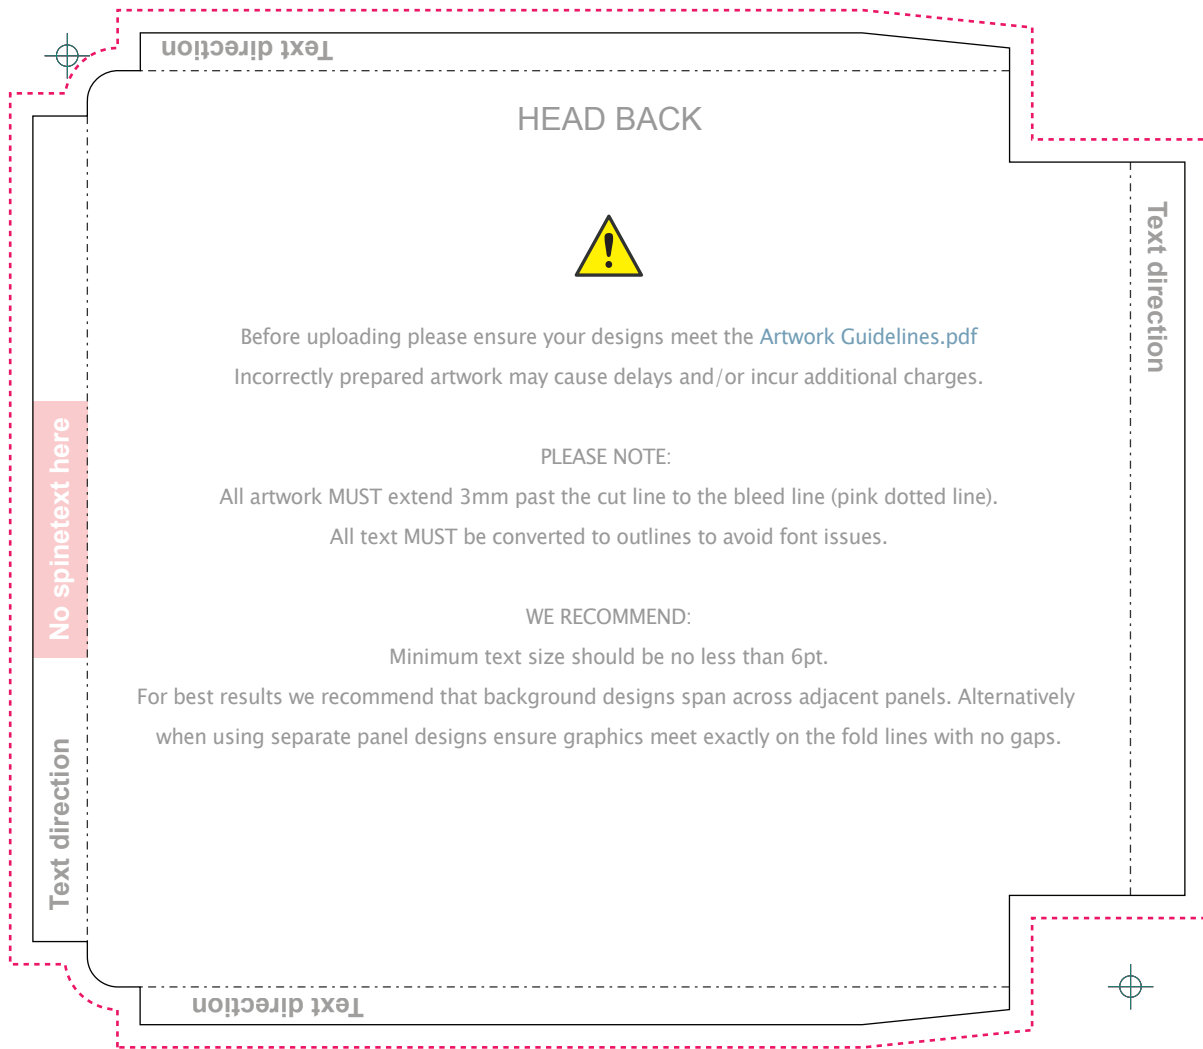 Text direction
HEAD BACK
Text direction
Before uploading please ensure your designs meet the Artwork Guidelines.pdf
Incorrectly prepared artwork may cause delays and/or incur additional charges.
No spinetext here
PLEASE NOTE:
All artwork MUST extend 3mm past the cut line to the bleed line (pink dotted line).
All text MUST be converted to outlines to avoid font issues.
WE RECOMMEND:
Minimum text size should be no less than 6pt.
For best results we recommend that background designs span across adjacent panels. Alternatively
when using separate panel designs ensure graphics meet exactly on the fold lines with no gaps.
Text direction
Text direction